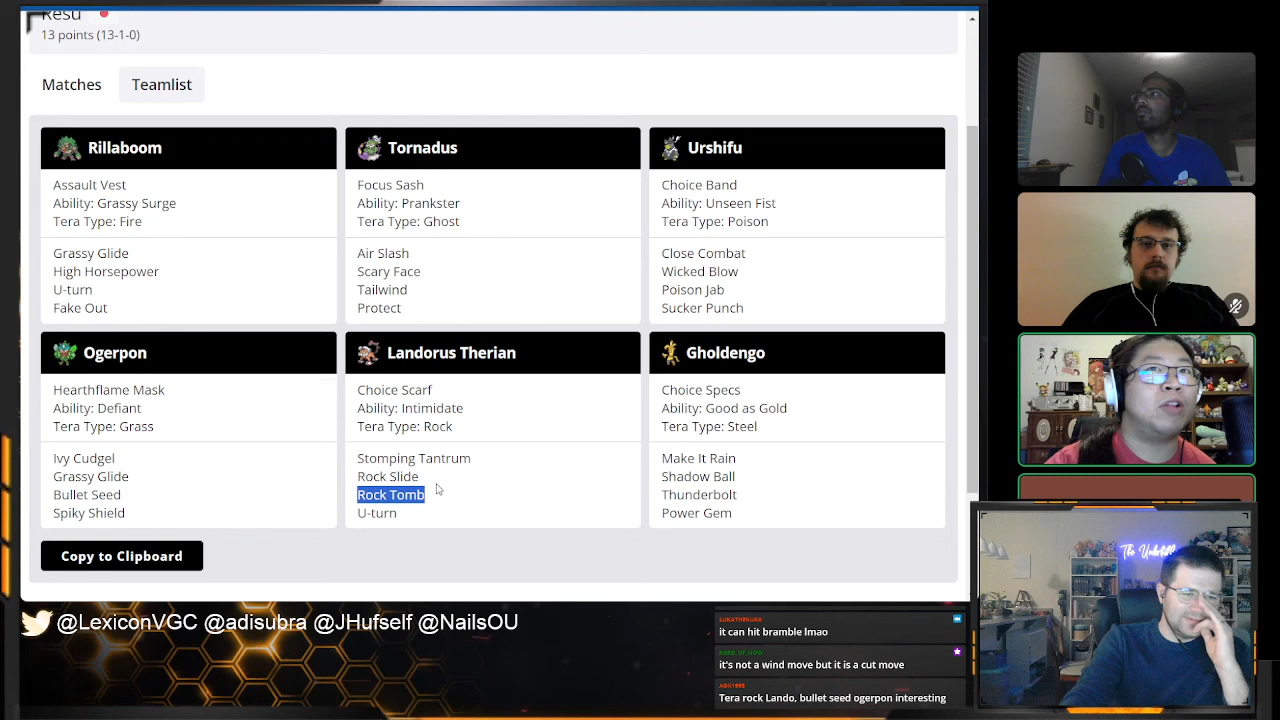 Resu
13 points (13-1-0)
Matches
Teamlist
Rillaboom
Assault Vest
Ability: Grassy Surge
Tera Type: Fire
Grassy Glide
High Horsepower
U-turn
Fake Out
Tornadus
Focus Sash
Ability: Prankster
Tera Type: Ghost
Air Slash
Scary Face
Tailwind
Protect
Urshifu
Choice Band
Ability: Unseen Fist
Tera Type: Poison
Close Combat
Wicked Blow
Poison Jab
Sucker Punch
Ogerpon
Hearthflame Mask
Ability: Defiant
Tera Type: Grass
Ivy Cudgel
Grassy Glide
Bullet Seed
Spiky Shield
Landorus Therian
Choice Scarf
Ability: Intimidate
Tera Type: Rock
Stomping Tantrum
Rock Slide
Rock Tomb
U-turn
Gholdengo
Choice Specs
Ability: Good as Gold
Tera Type: Steel
Make It Rain
Shadow Ball
Thunderbolt
Power Gem
Copy to Clipboard
@LexiconVGC @adisubra @JHufself @NailsOU
LUKATHEKUBA
it can hit bramble lmao
it's not a wind move but it is a cut move
Tera rock Lando, bullet seed ogerpon interesting